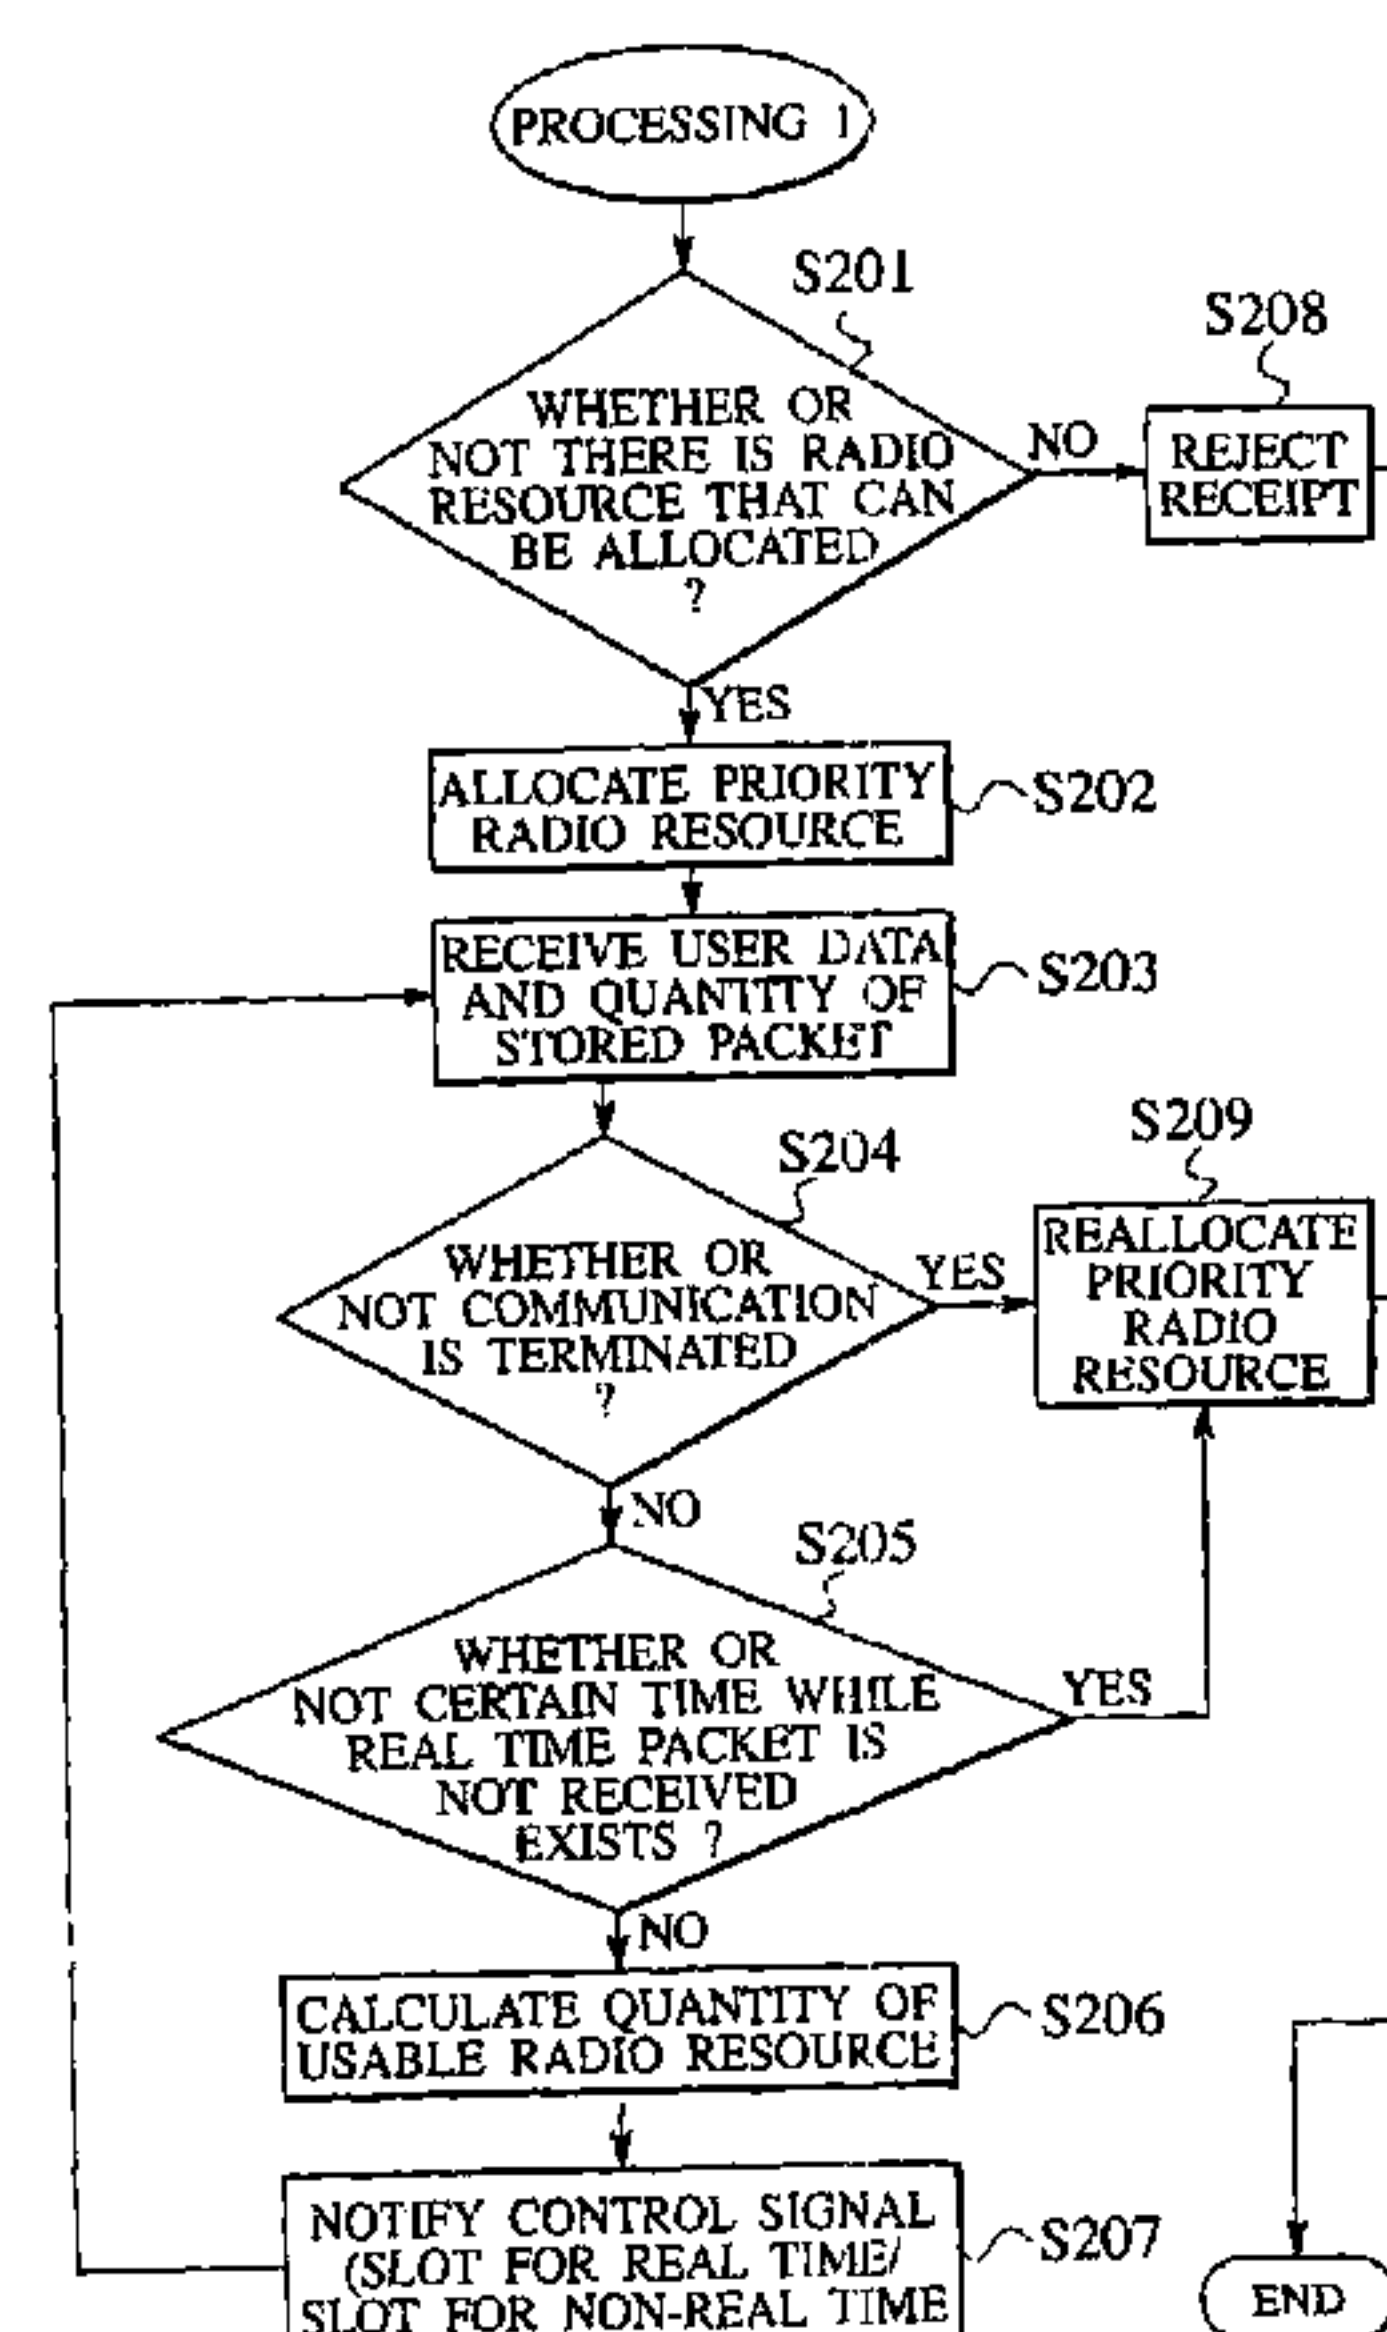 PROCESSING 1
S201
WHETHER OR
NOT THERE IS RADIO
RESOURCE THAT CAN
BE ALLOCATED
?
NO
S208
REJECT
RECEIPT
YES
ALLOCATE PRIORITY
RADIO RESOURCE
S202
RECEIVE USER DATA
AND QUANTITY OF
STORED PACKET
S203
S204
WHETHER OR
NOT COMMUNICATION
IS TERMINATED
?
YES
S209
REALLOCATE
PRIORITY
RADIO
RESOURCE
NO
S205
WHETHER OR
NOT CERTAIN TIME WHILE
REAL TIME PACKET IS
NOT RECEIVED
EXISTS ?
YES
NO
CALCULATE QUANTITY OF
USABLE RADIO RESOURCE
S206
NOTIFY CONTROL SIGNAL
(SLOT FOR REAL TIME/
SLOT FOR NON-REAL TIME
S207
END